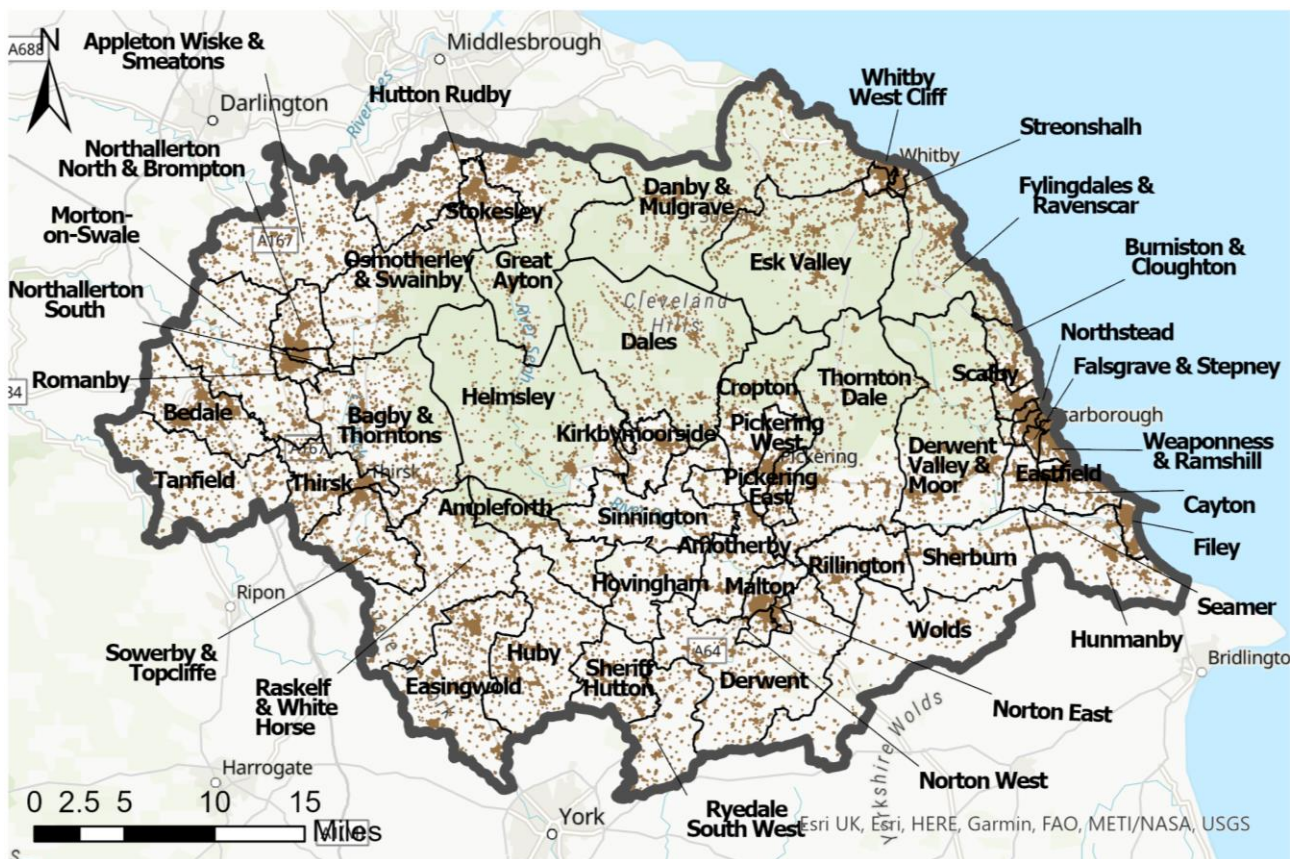 A688
N
Appleton Wiske &
Smeatons
Middlesbrough
River Tees
Hutton Rudby
Darlington
Whitby
West Cliff
Streonshalh
Whitby
Northallerton
North & Brompton
Stokesley
Danby &
Mulgrave
Fylingdales &
Ravenscar
Morton-
on-Swale
A167
Osmotherley
& Swainby
Great
Ayton
Esk Valley
Burniston &
Cloughton
Northallerton
South
Cleveland
Hills
River Seph
Dales
Northstead
Falsgrave & Stepney
Romanby
Helmsley
Cropton
Thornton
Dale
Scalby
arborough
Bedale
Bagby &
Thorntons
Kirkbymoorside
Pickering
West
Pickering
Weaponness
& Ramshill
Tanfield
Thirsk
Thirsk
Pickering
East
Derwent
Valley &
Moor
Eastfield
Cayton
Ampleforth
Sinnington
Filey
Amotherby
Hovingham
Malton
Rillington
Sherburn
Seamer
Ripon
Wolds
Hunmanby
Sowerby &
Topcliffe
Huby
Sheriff
Hutton
A64
Derwent
Bridlington
Raskelf
& White
Horse
Easingwold
Norton East
Harrogate
Norton West
Yorkshire Wolds
York
Ryedale
South West
0 2.5 5 10 15
Miles
Esri UK, Esri, HERE, Garmin, FAO, METI/NASA, USGS